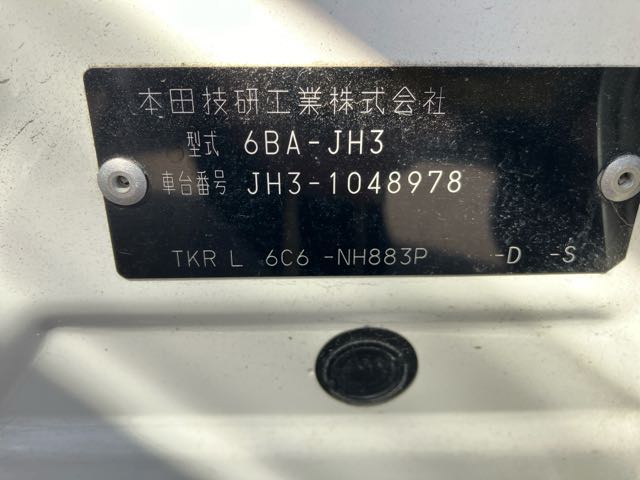 本田技研工業株式会社
型式 6BA-JH3
車台番号 JH3-1048978
TKR L 6C6 -NH883P -D -S